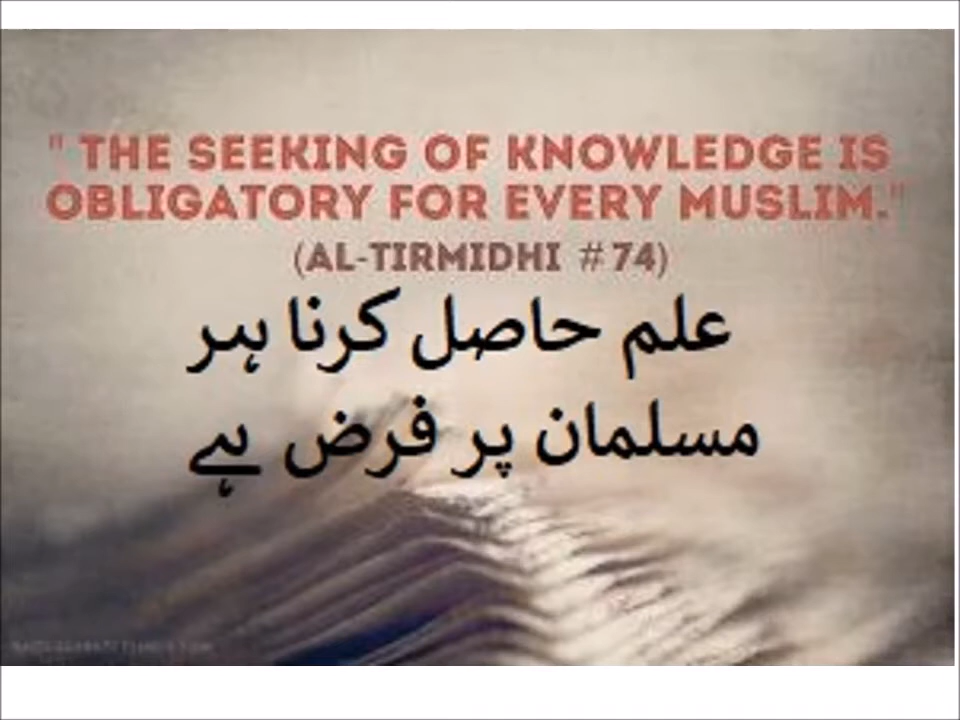 " THE SEEKING OF KNOWLEDGE IS
OBLIGATORY FOR EVERY MUSLIM."
(AL-TIRMIDHI #74)
علم حاصل کرنا ہر
مسلمان پر فرض ہے